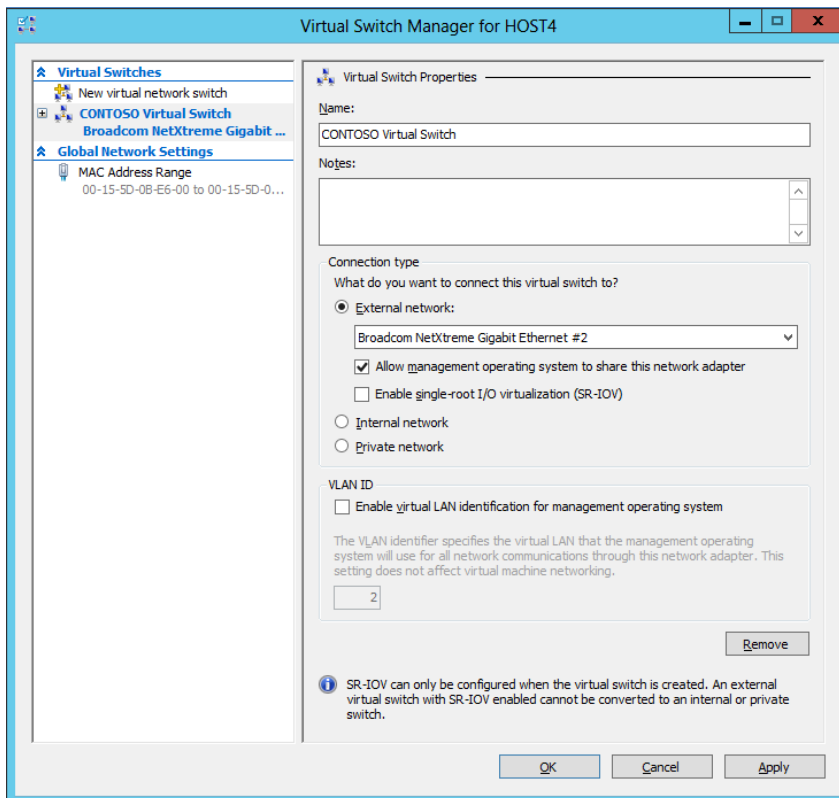 Virtual Switch Manager for HOST4
Virtual Switches
New virtual network switch
CONTOSO Virtual Switch
Broadcom NetXtreme Gigabit ...
Global Network Settings
MAC Address Range
00-15-5D-0B-E6-00 to 00-15-5D-0...
Virtual Switch Properties
Name:
CONTOSO Virtual Switch
Notes:
Connection type
What do you want to connect this virtual switch to?
External network:
Broadcom NetXtreme Gigabit Ethernet #2
Allow management operating system to share this network adapter
Enable single-root I/O virtualization (SR-IOV)
Internal network
Private network
VLAN ID
Enable virtual LAN identification for management operating system
The VLAN identifier specifies the virtual LAN that the management operating
system will use for all network communications through this network adapter. This
setting does not affect virtual machine networking.
2
Remove
SR-IOV can only be configured when the virtual switch is created. An external
virtual switch with SR-IOV enabled cannot be converted to an internal or private
switch.
OK
Cancel
Apply